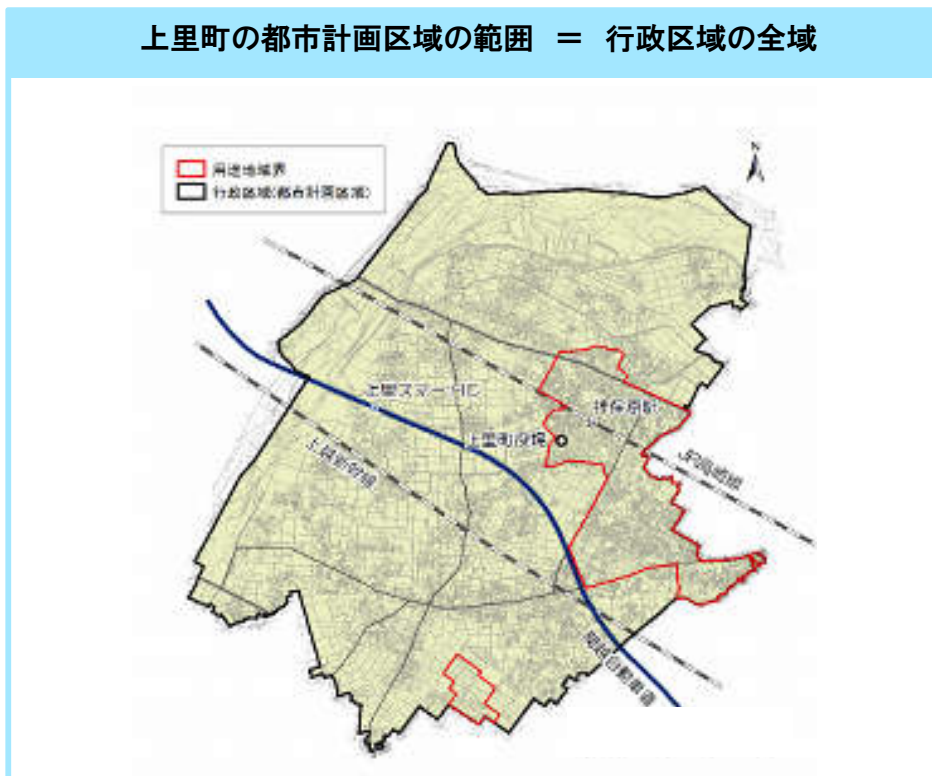 上里町の都市計画区域の範囲 ＝ 行政区域の全域
N
用途地域界
行政区域(都市計画区域)
上里スマートIC
神保原駅
上里町役場
上越新幹線
JR高崎線
関越自動車道